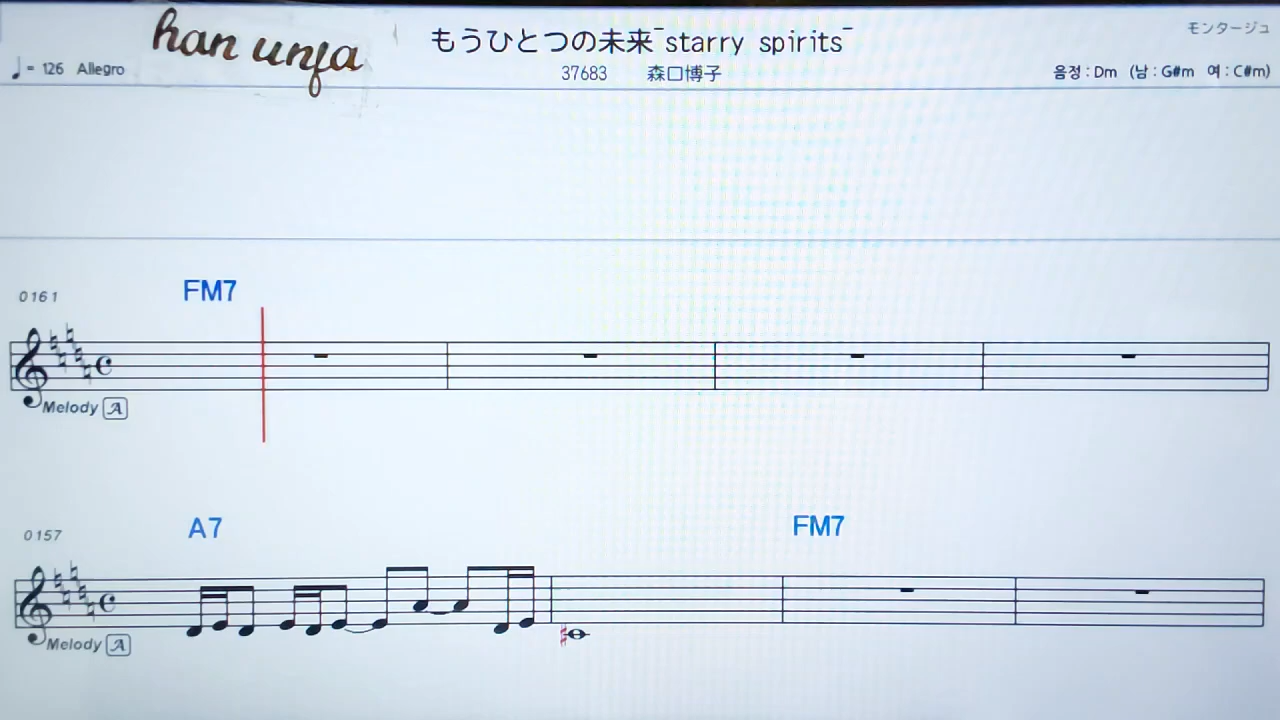 han unfa
もうひとつの未来¯starry spirits¯
モンタージュ
♩= 126 Allegro
37683 森口博子
음정 : Dm (남 : G#m 여 : C#m)
FM7
0161
Melody A
A7 FM7
0157
Melody A